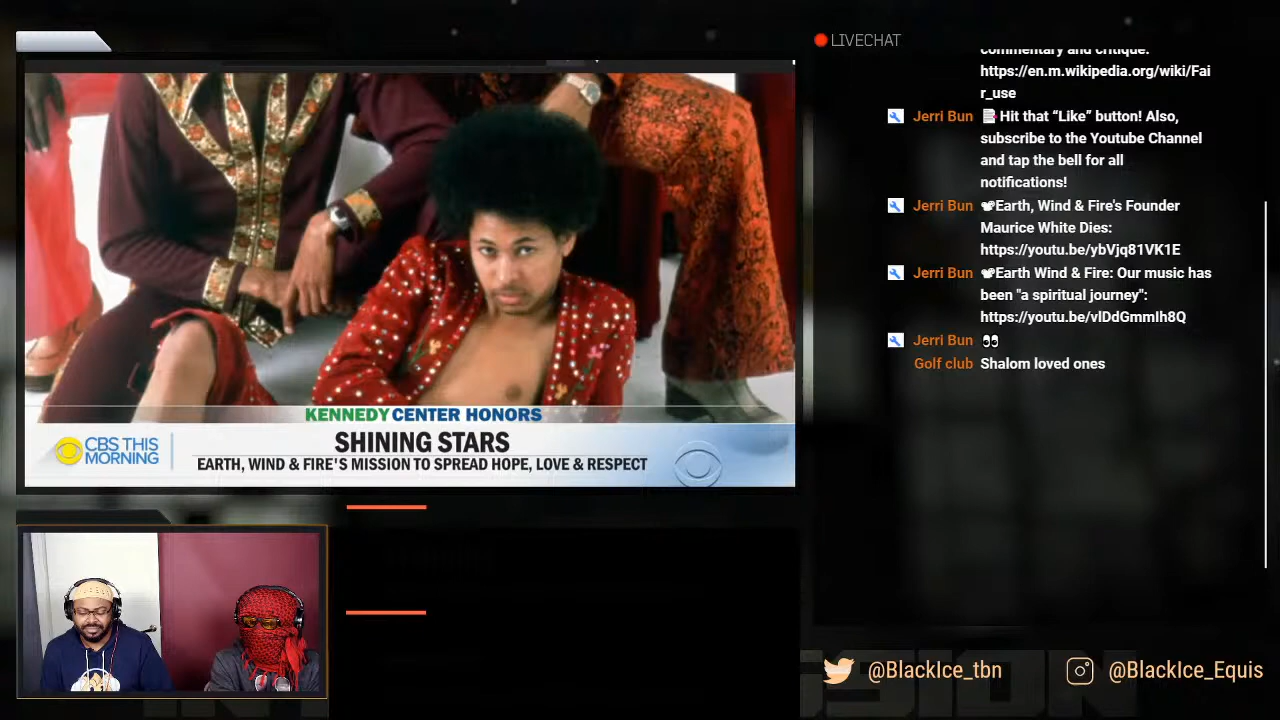 LIVECHAT
commentary and critique:
https://en.m.wikipedia.org/wiki/Fai
r_use
Jerri Bun Hit that “Like” button! Also,
subscribe to the Youtube Channel
and tap the bell for all
notifications!
Jerri Bun Earth, Wind & Fire's Founder
Maurice White Dies:
https://youtu.be/ybVjq81VK1E
Jerri Bun Earth Wind & Fire: Our music has
been "a spiritual journey":
https://youtu.be/vlDdGmmlh8Q
Jerri Bun 👀
Golf club Shalom loved ones
KENNEDY CENTER HONORS
CBS THIS
MORNING
SHINING STARS
EARTH, WIND & FIRE'S MISSION TO SPREAD HOPE, LOVE & RESPECT
@BlackIce_tbn
@BlackIce_Equis